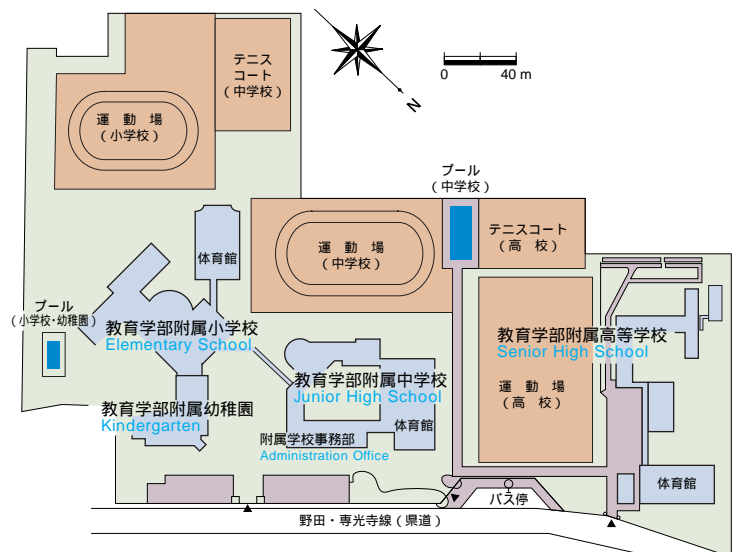 テニス
コート
(中学校)
運 動 場
(小学校)
N
0 40 m
プール
(中学校)
体育館
運 動 場
(中学校)
テニスコート
(高 校)
プール
(小学校・幼稚園)
教育学部附属小学校
Elementary School
教育学部附属高等学校
Senior High School
教育学部附属中学校
Junior High School
運 動 場
(高 校)
教育学部附属幼稚園
Kindergarten
体育館
附属学校事務部
Administration Office
体育館
バス停
野田・専光寺線(県道)